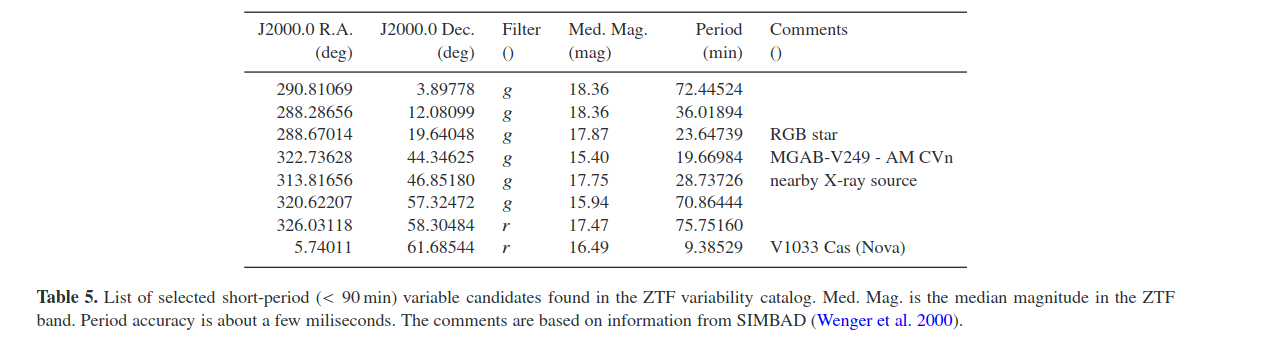 J2000.0 R.A. J2000.0 Dec. Filter Med. Mag. Period Comments
(deg) (deg) () (mag) (min) ()
290.81069 3.89778 g 18.36 72.44524
288.28656 12.08099 g 18.36 36.01894
288.67014 19.64048 g 17.87 23.64739 RGB star
322.73628 44.34625 g 15.40 19.66984 MGAB-V249 - AM CVn
313.81656 46.85180 g 17.75 28.73726 nearby X-ray source
320.62207 57.32472 g 15.94 70.86444
326.03118 58.30484 r 17.47 75.75160
5.74011 61.68544 r 16.49 9.38529 V1033 Cas (Nova)
Table 5. List of selected short-period (< 90 min) variable candidates found in the ZTF variability catalog. Med. Mag. is the median magnitude in the ZTF
band. Period accuracy is about a few miliseconds. The comments are based on information from SIMBAD (Wenger et al. 2000).